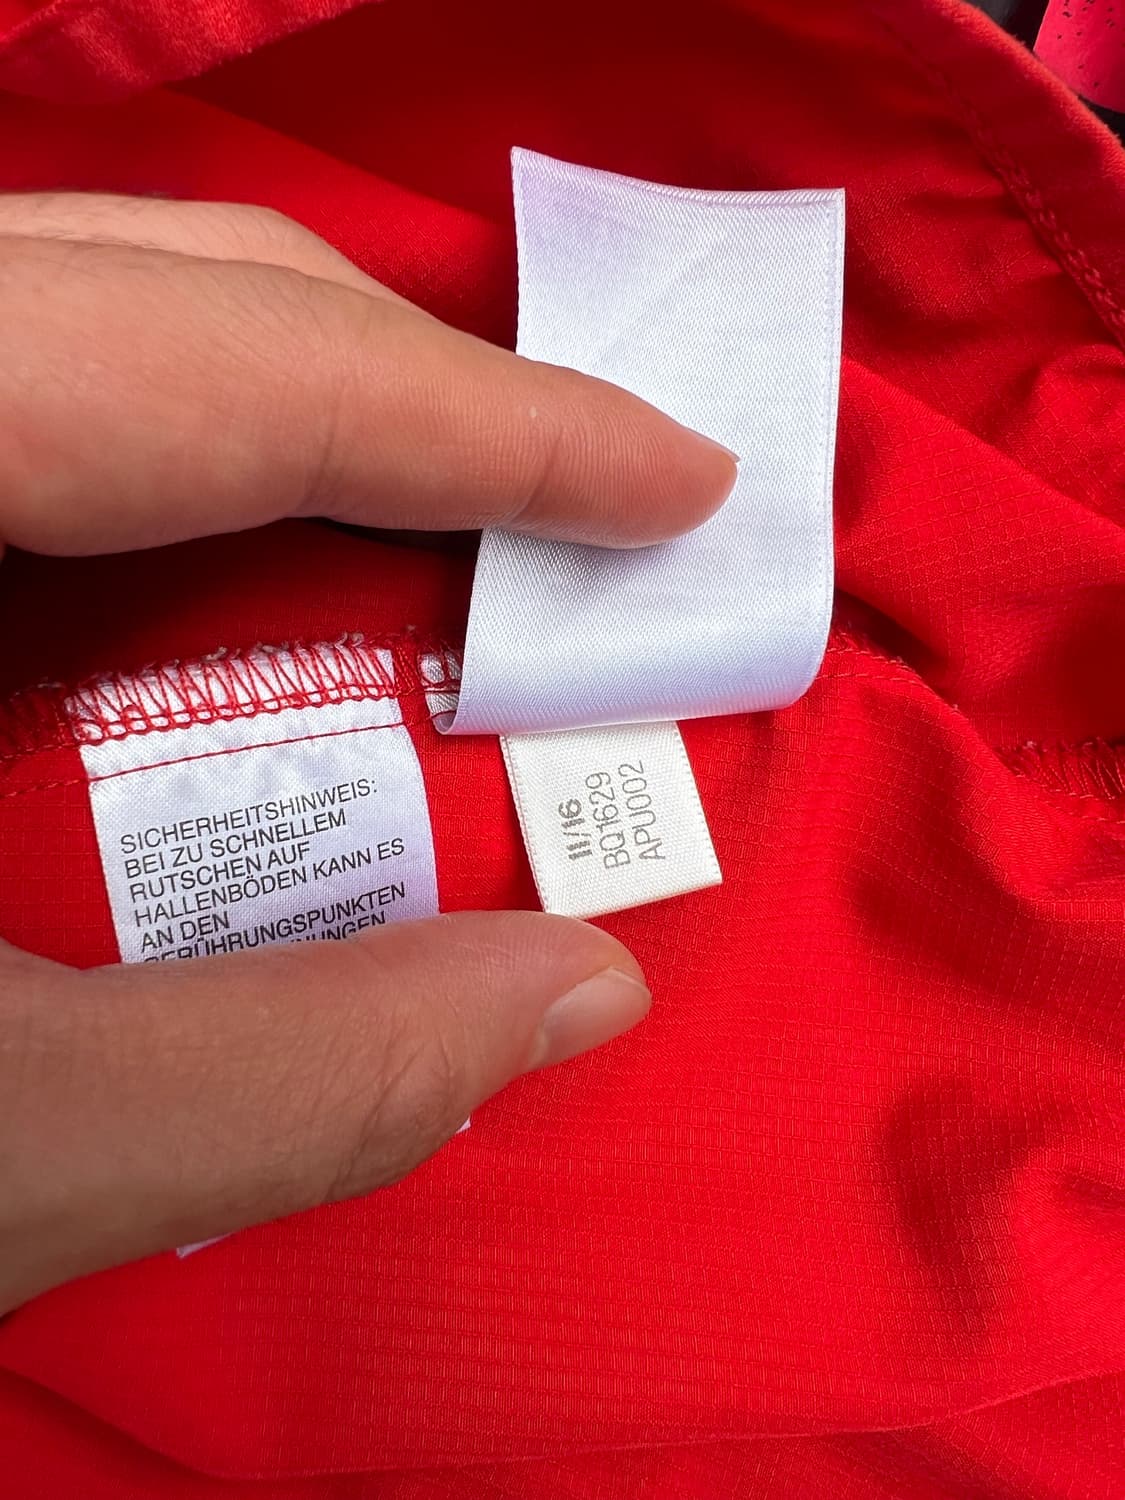 SICHERHEITSHINWEIS:
BEI ZU SCHNELLEM
RUTSCHEN AUF
HALLENBÖDEN KANN ES
AN DEN
BERÜHRUNGSPUNKTEN
11/16
BQ1629
APU002